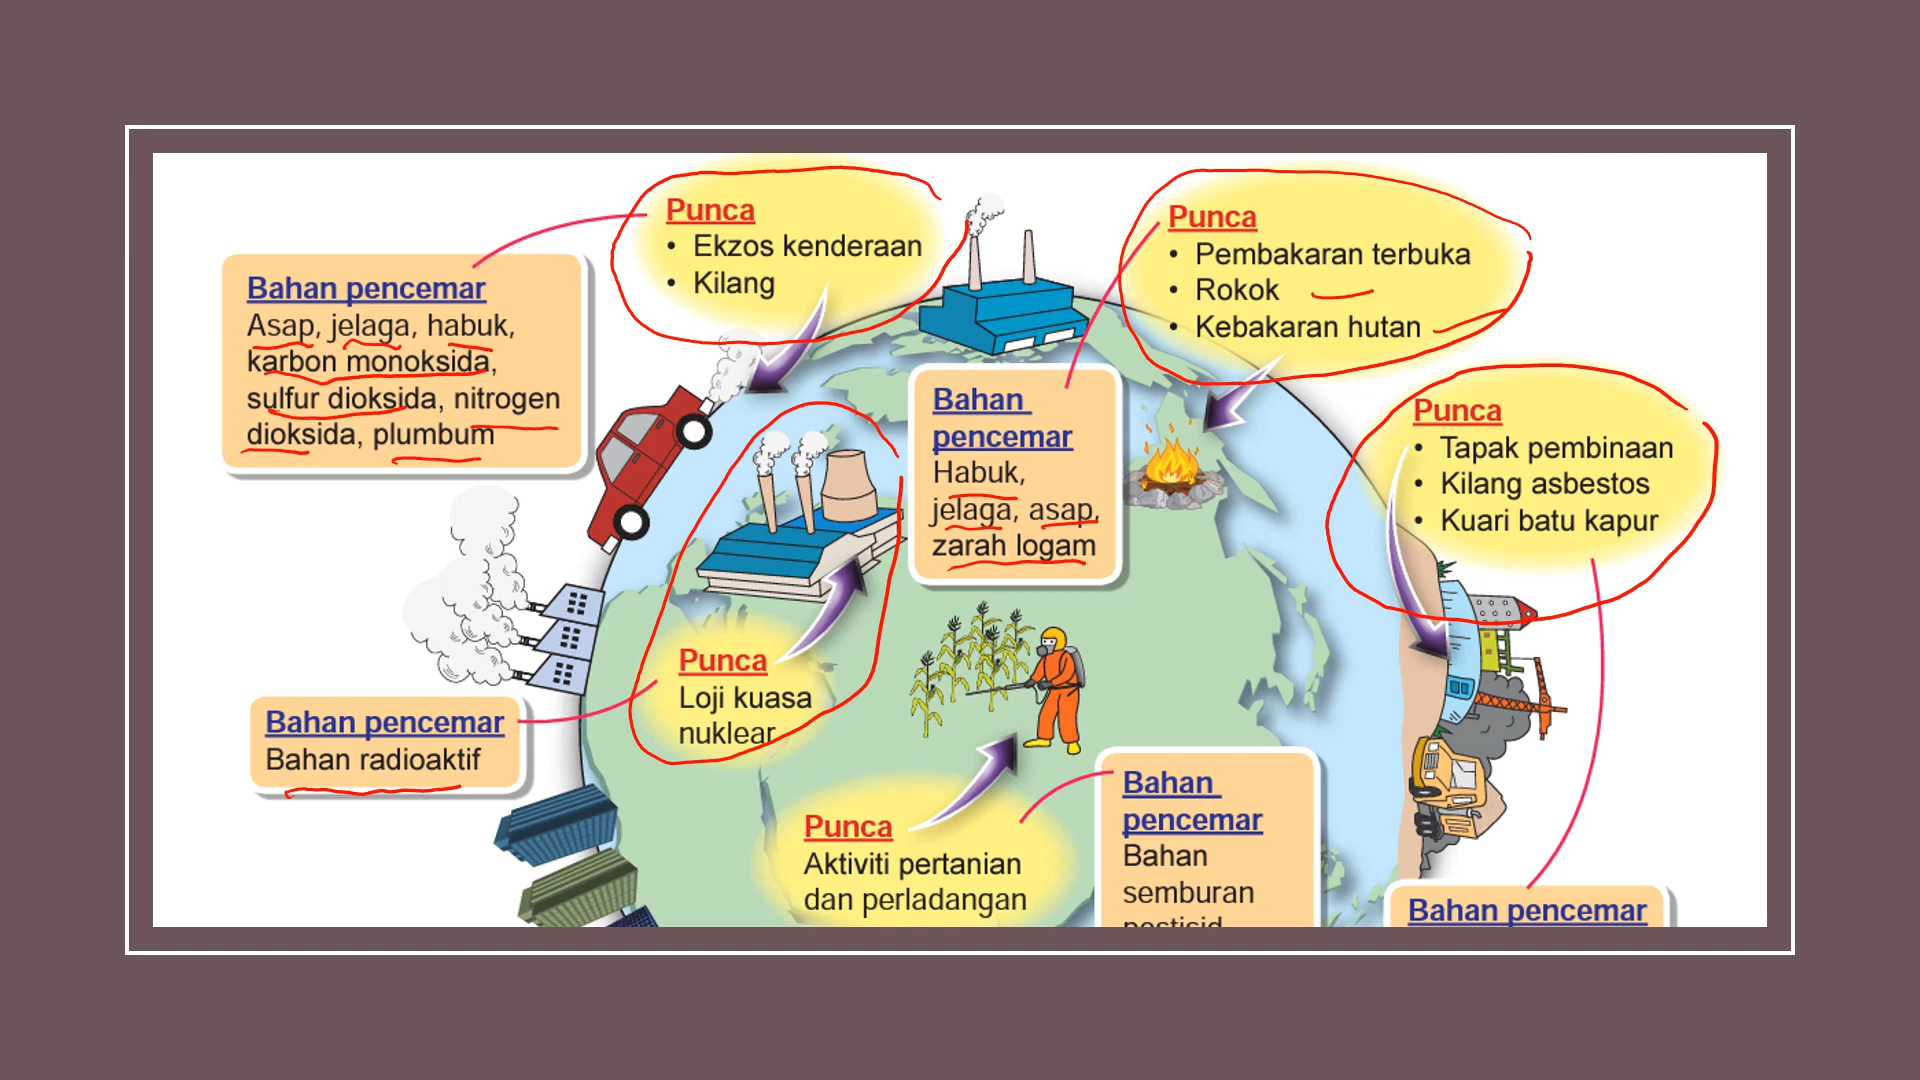 Punca
• Ekzos kenderaan
• Kilang
Bahan pencemar
Asap, jelaga, habuk,
karbon monoksida,
sulfur dioksida, nitrogen
dioksida, plumbum
Punca
• Pembakaran terbuka
• Rokok
• Kebakaran hutan
Bahan
pencemar
Habuk,
jelaga, asap,
zarah logam
Punca
• Tapak pembinaan
• Kilang asbestos
• Kuari batu kapur
Bahan pencemar
Punca
Loji kuasa
nuklear
Bahan pencemar
Bahan radioaktif
Punca
Aktiviti pertanian
dan perladangan
Bahan
pencemar
Bahan
semburan
pestisid